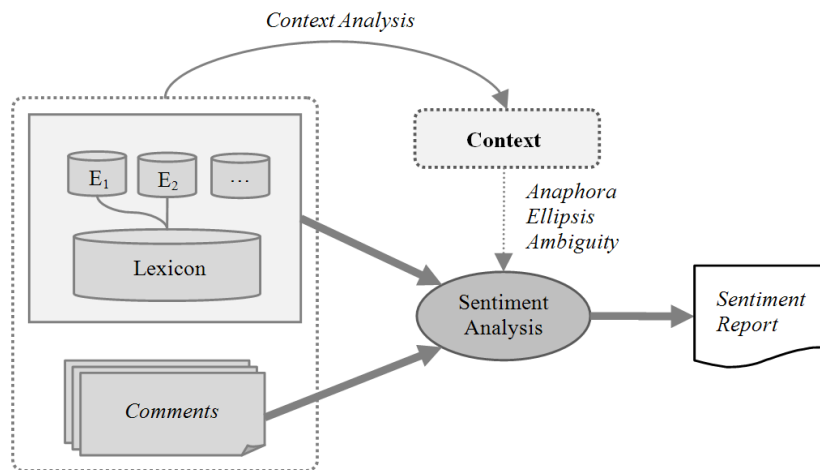 Context Analysis
Context
E₁
E₂
...
Anaphora
Ellipsis
Ambiguity
Lexicon
Sentiment
Analysis
Sentiment
Report
Comments